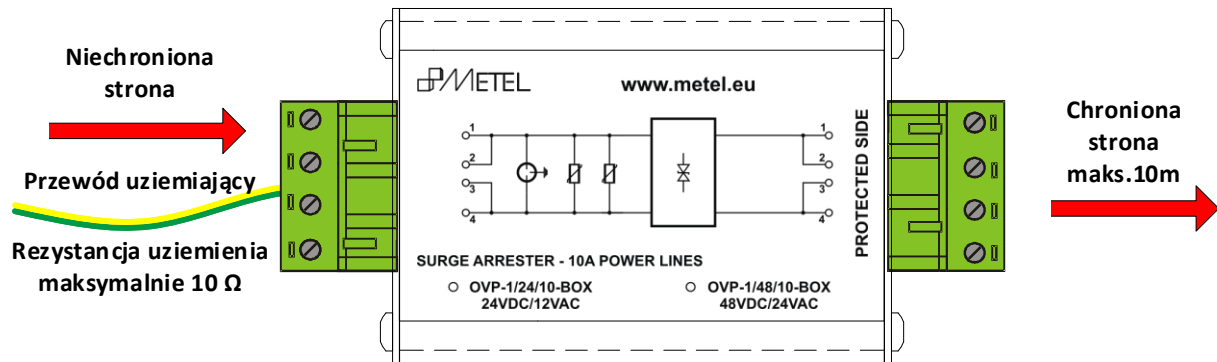 Niechroniona
strona
Przewód uziemiający
Rezystancja uziemienia
maksymalnie 10 Ω
METEL
www.metel.eu
1
2
3
4
1
2
3
4
PROTECTED SIDE
SURGE ARRESTER - 10A POWER LINES
OVP-1/24/10-BOX
24VDC/12VAC
OVP-1/48/10-BOX
48VDC/24VAC
Chroniona
strona
maks.10m